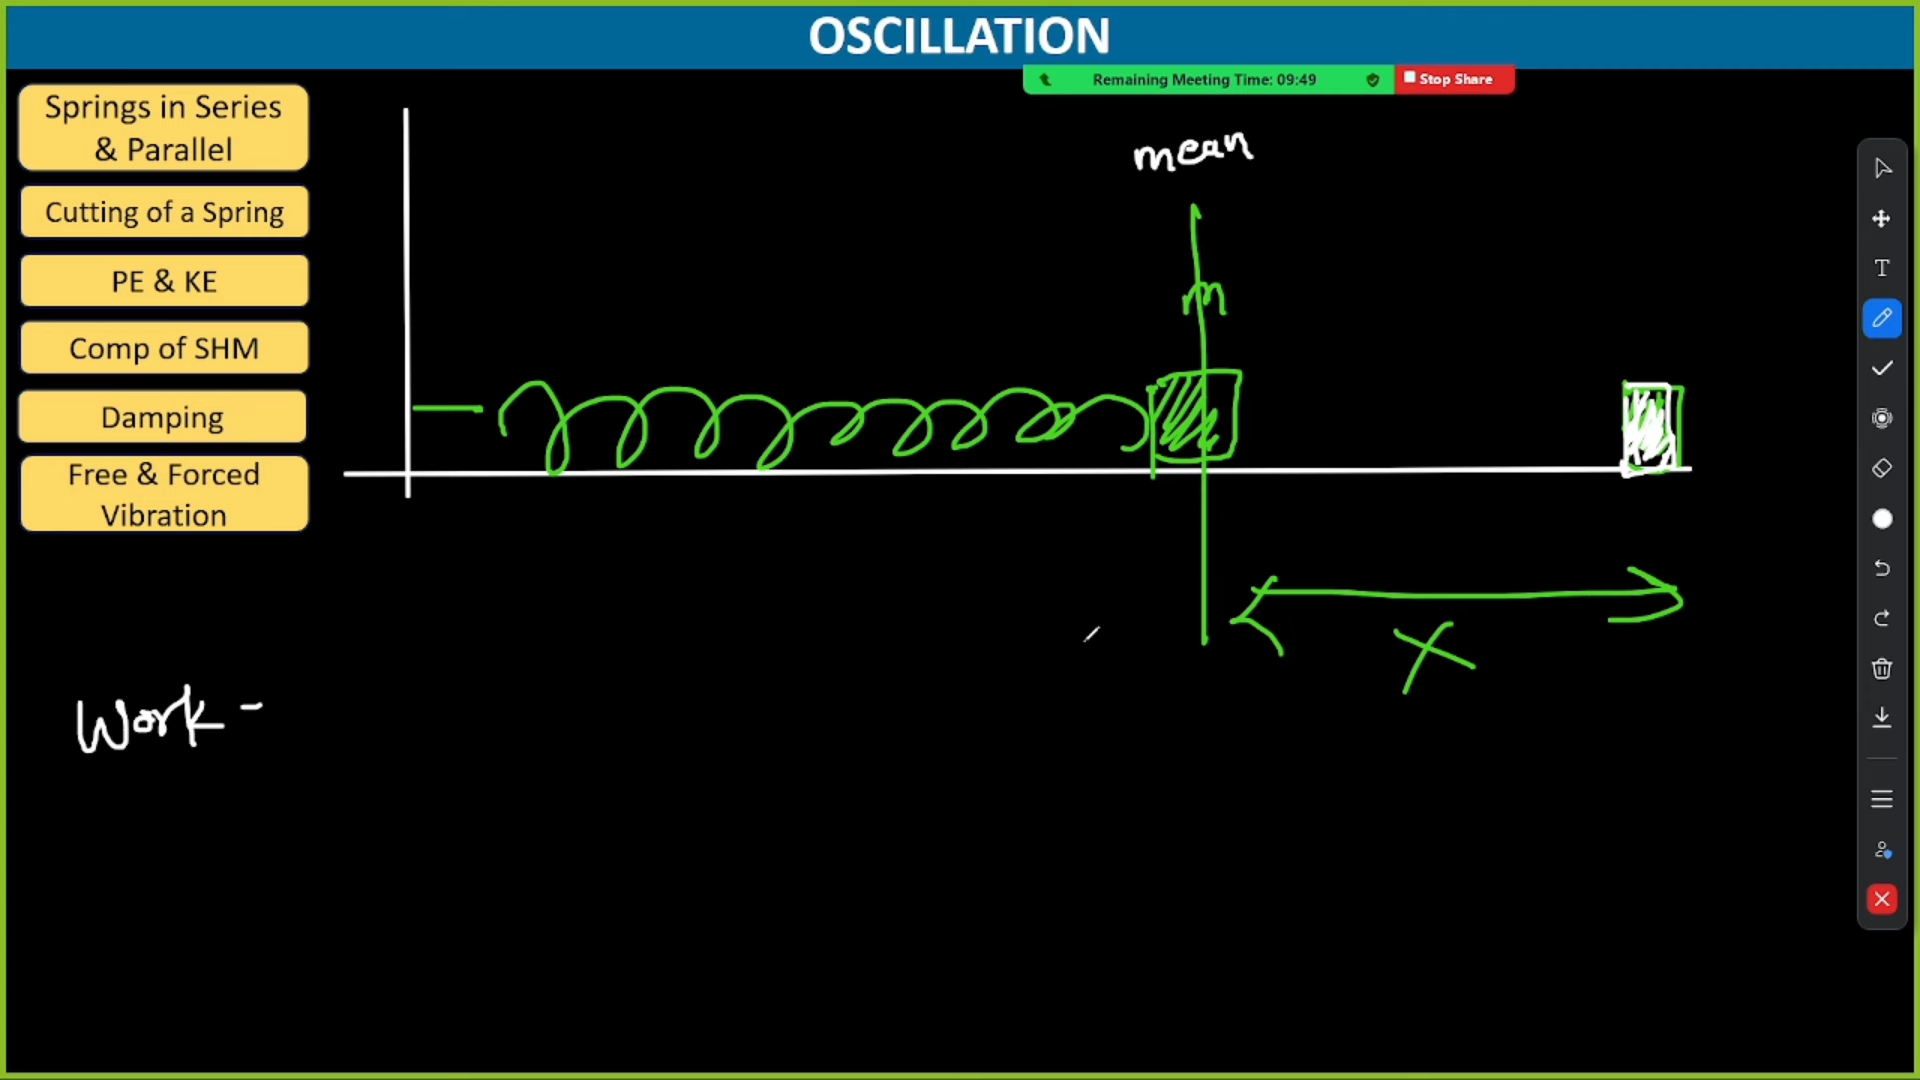 OSCILLATION
Remaining Meeting Time: 09:49
Stop Share
Springs in Series
& Parallel
Cutting of a Spring
PE & KE
Comp of SHM
Damping
Free & Forced
Vibration
mean
m
x
Work -
T